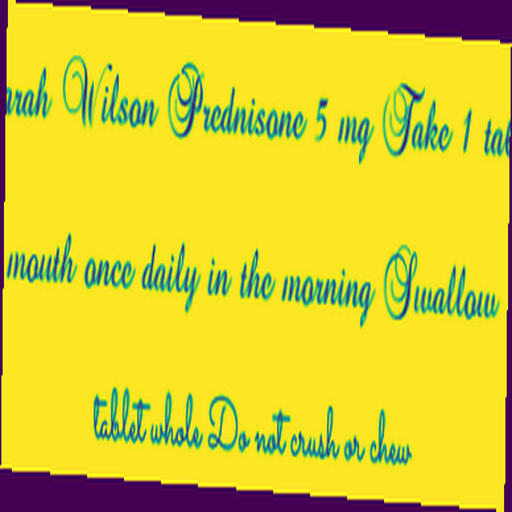 arah Wilson Prednisone 5 mg Take 1 tab
mouth once daily in the morning Swallow
tablet whole Do not crush or chew